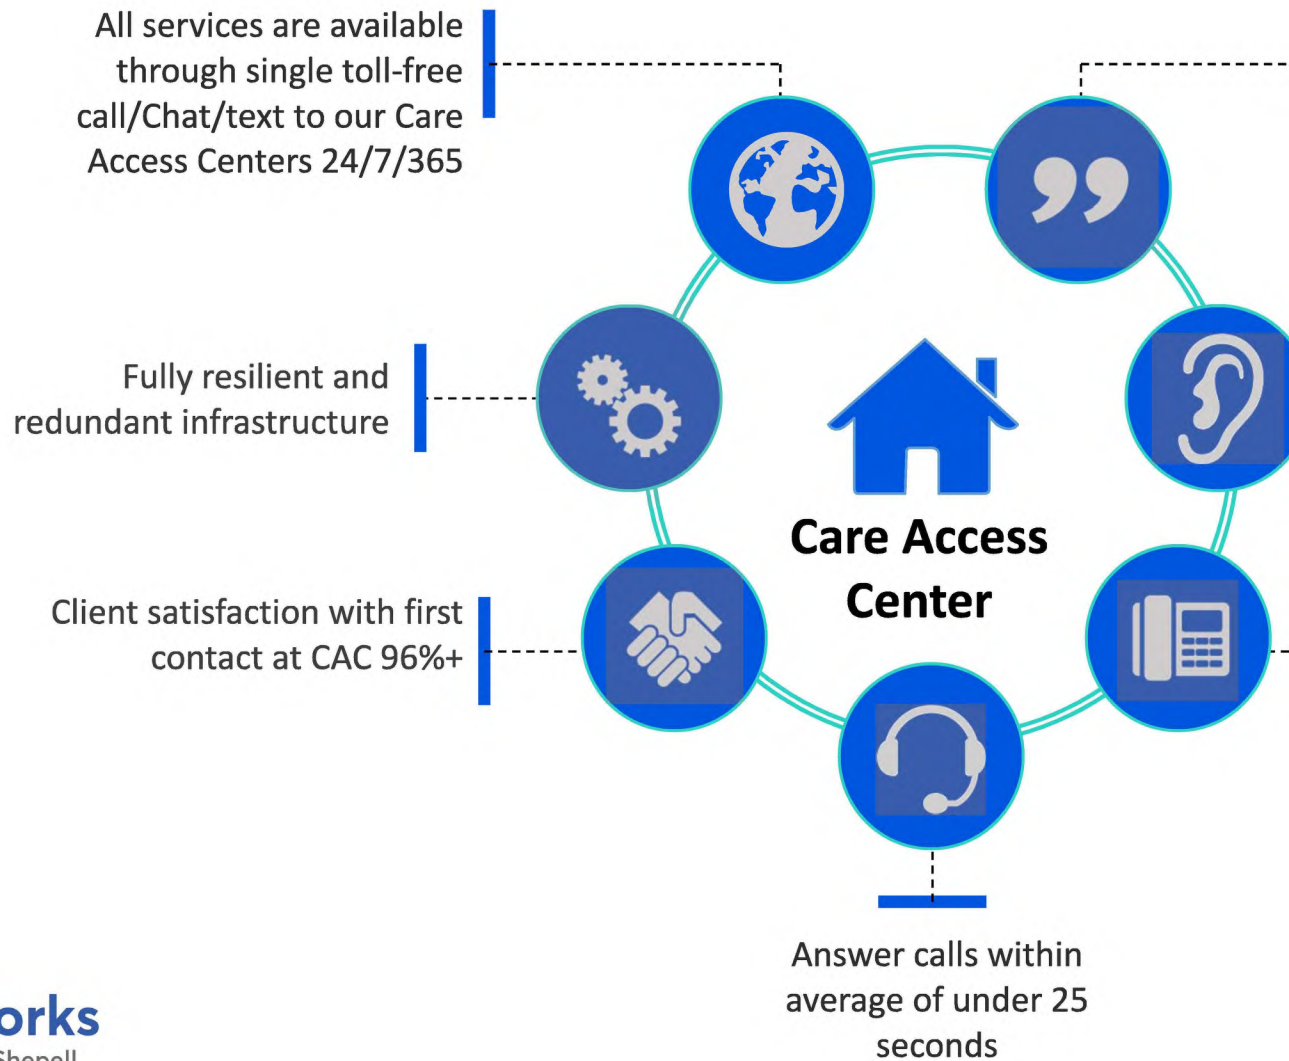 All services are available
through single toll-free
call/Chat/text to our Care
Access Centers 24/7/365
Fully resilient and
redundant infrastructure
Care Access
Center
Client satisfaction with first
contact at CAC 96%+
Answer calls within
average of under 25
seconds
orks
Shepell